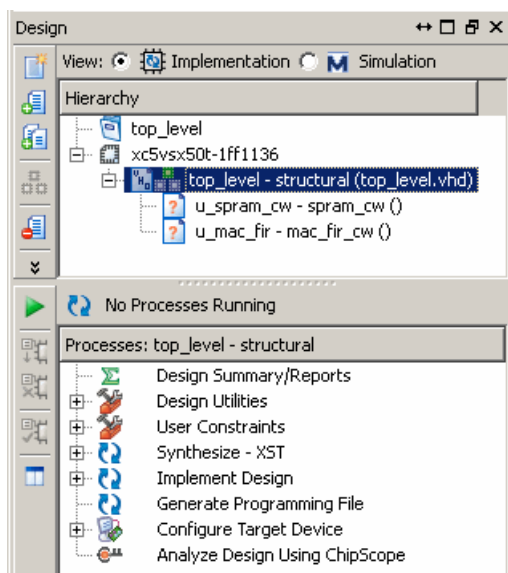 Design
View: Implementation Simulation
Hierarchy
top_level
xc5vsx50t-1ff1136
top_level - structural (top_level.vhd)
u_spram_cw - spram_cw ()
u_mac_fir - mac_fir_cw ()
No Processes Running
Processes: top_level - structural
Design Summary/Reports
Design Utilities
User Constraints
Synthesize - XST
Implement Design
Generate Programming File
Configure Target Device
Analyze Design Using ChipScope